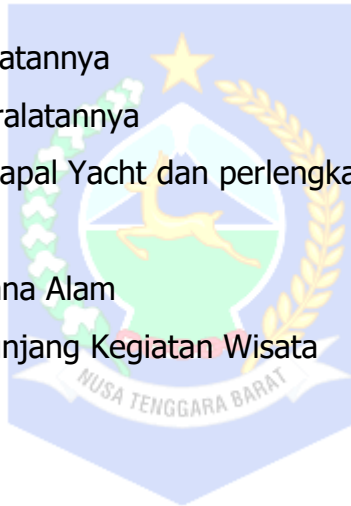 atannya
ralatannya
apal Yacht dan perlengka
na Alam
njang Kegiatan Wisata
NUSA TENGGARA BARAT